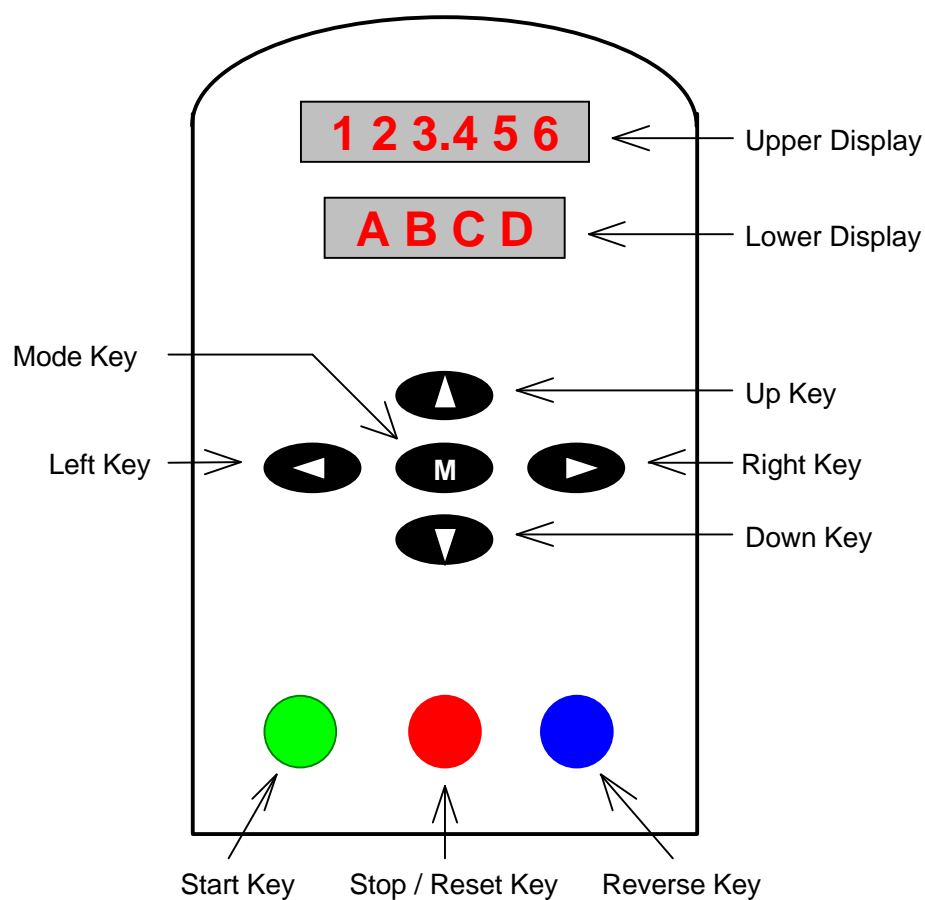 1 2 3.4 5 6
Upper Display
A B C D
Lower Display
Mode Key
Up Key
Left Key
M
Right Key
Down Key
Start Key
Stop / Reset Key
Reverse Key